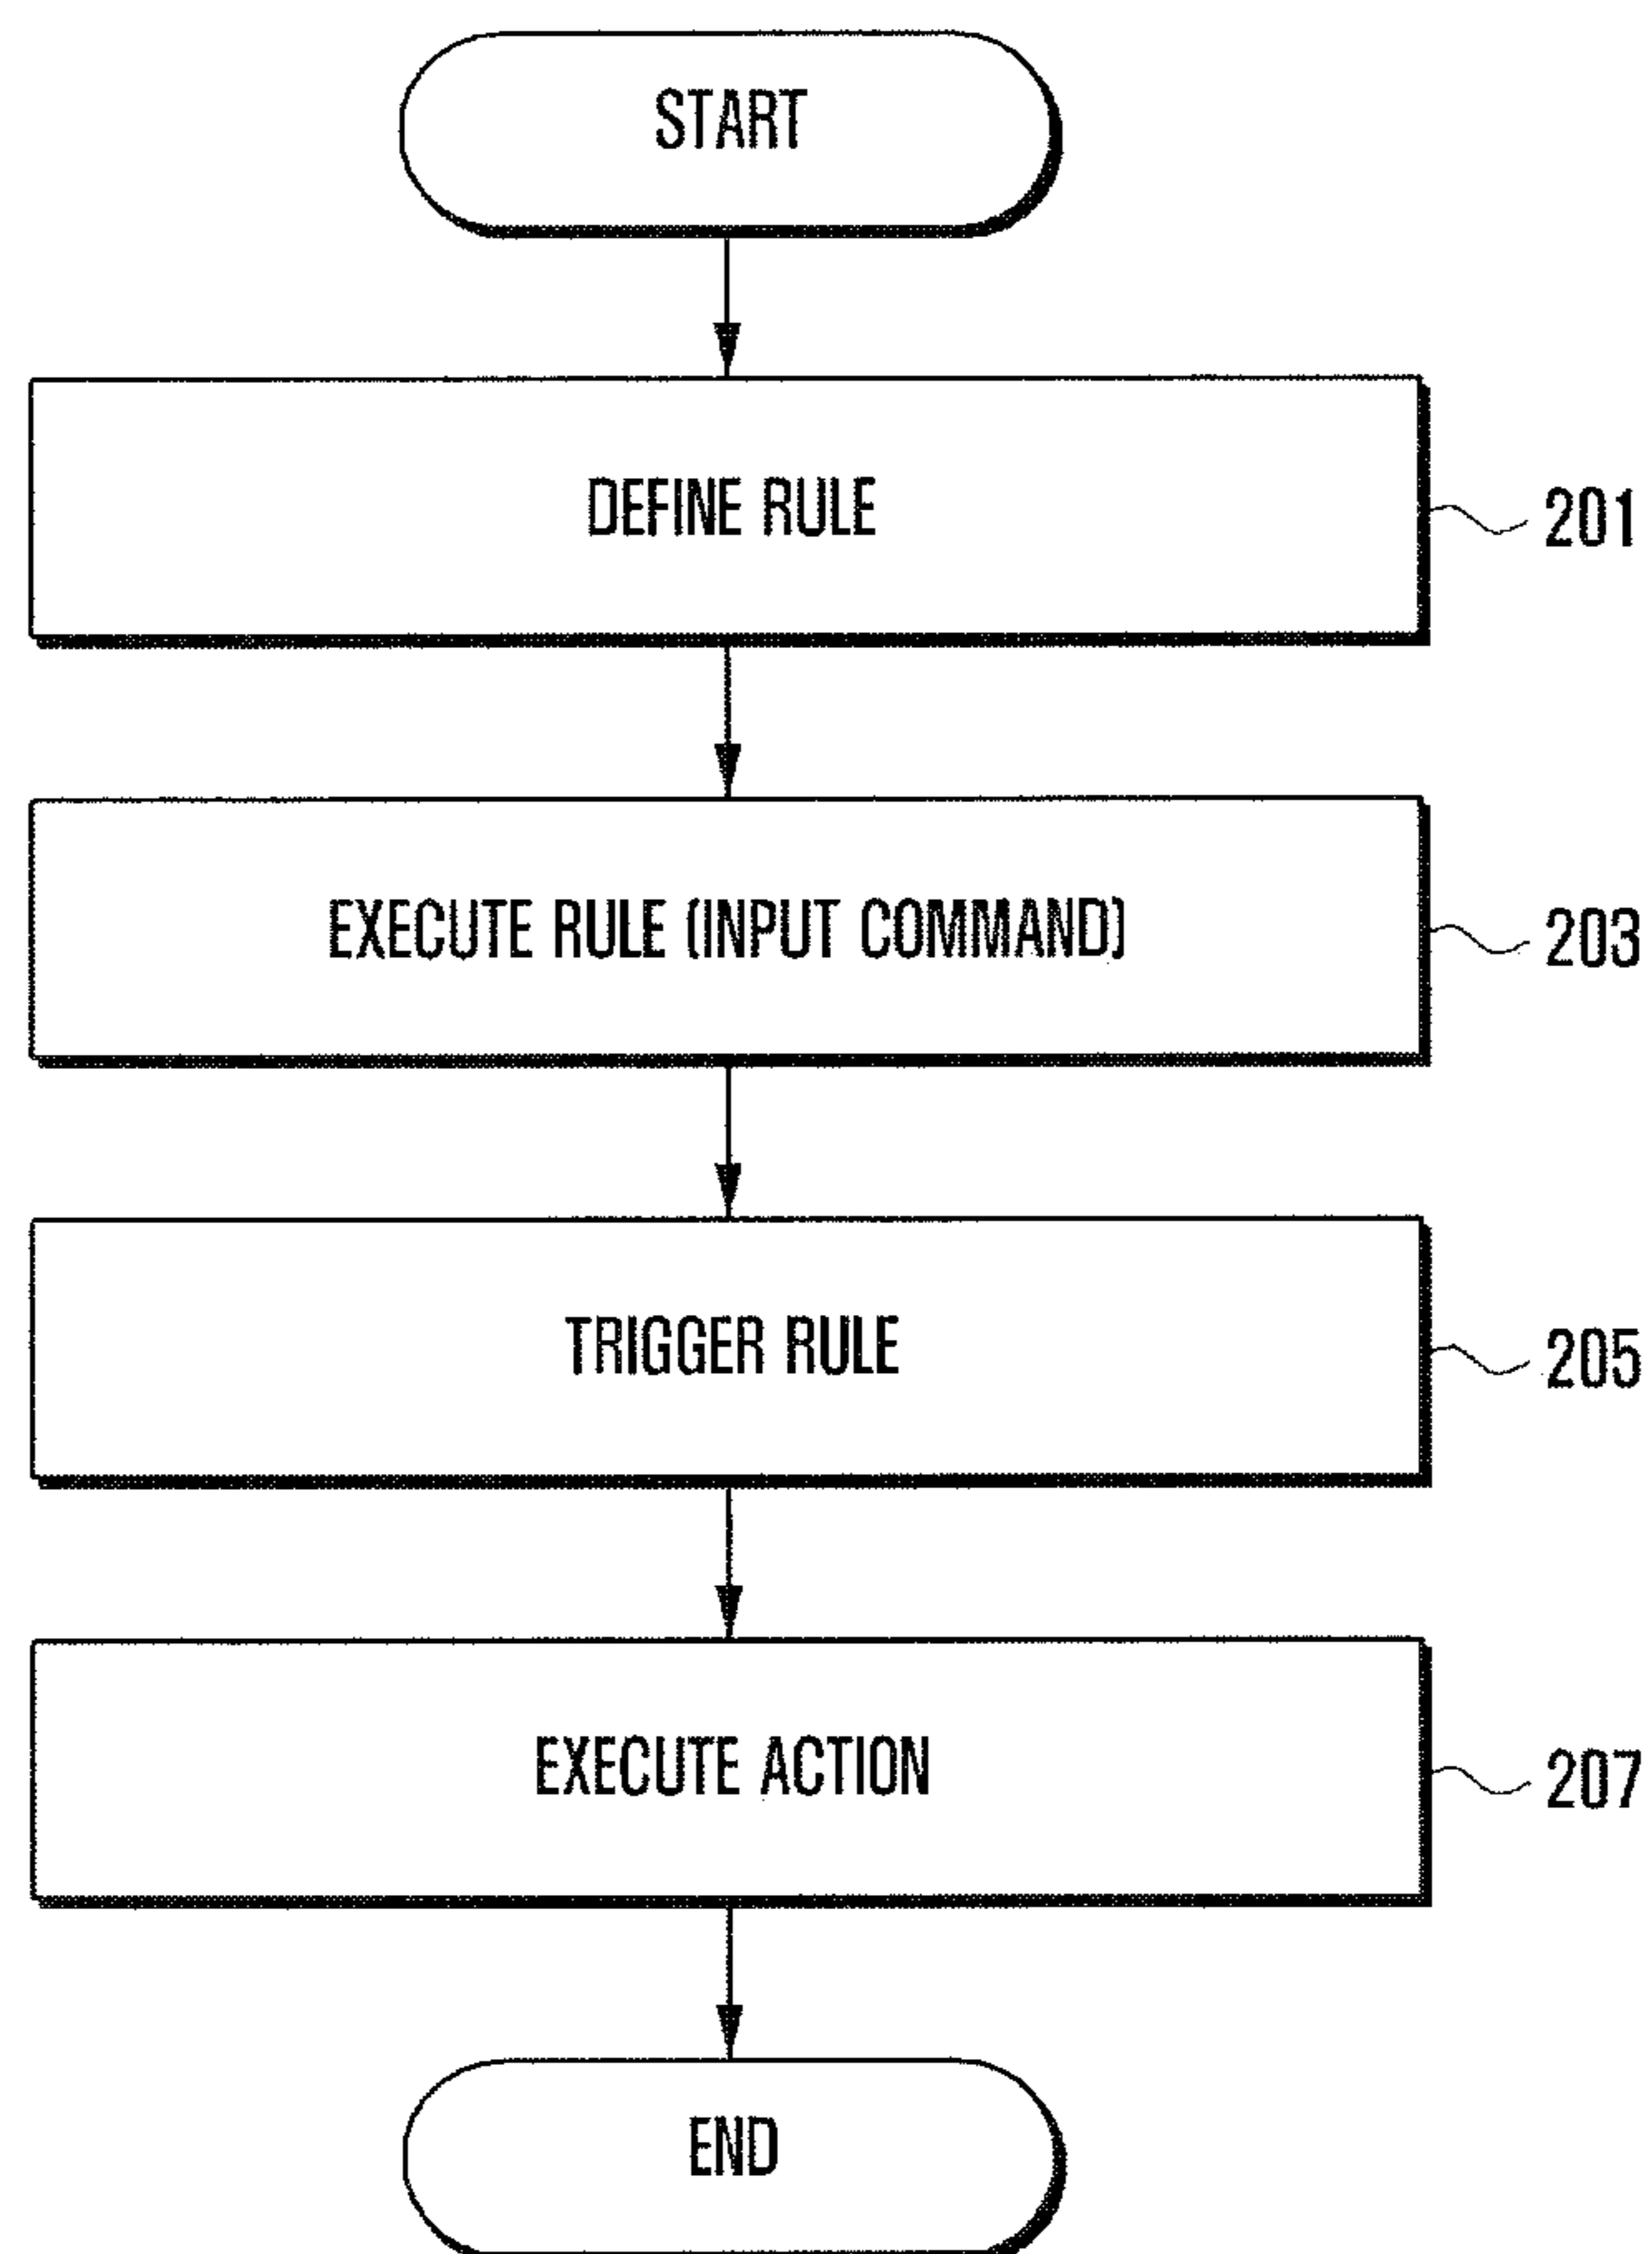 START
DEFINE RULE
201
EXECUTE RULE (INPUT COMMAND)
203
TRIGGER RULE
205
EXECUTE ACTION
207
END